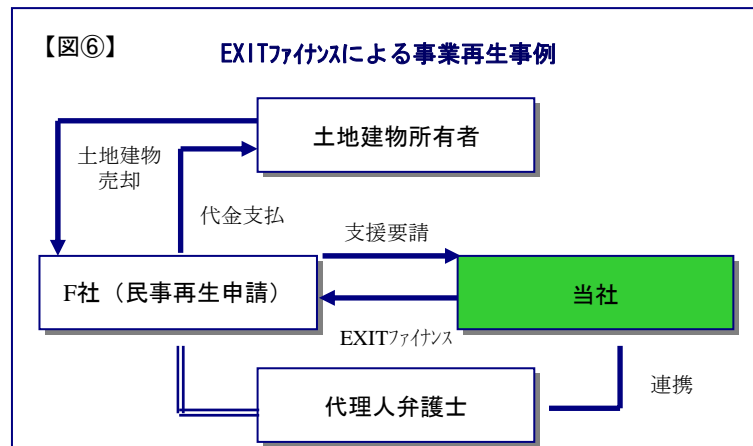 【図⑥】
EXITﾌｧｲﾅﾝｽによる事業再生事例
土地建物所有者
土地建物
売却
代金支払
支援要請
F社（民事再生申請）
当社
EXITﾌｧｲﾅﾝｽ
連携
代理人弁護士